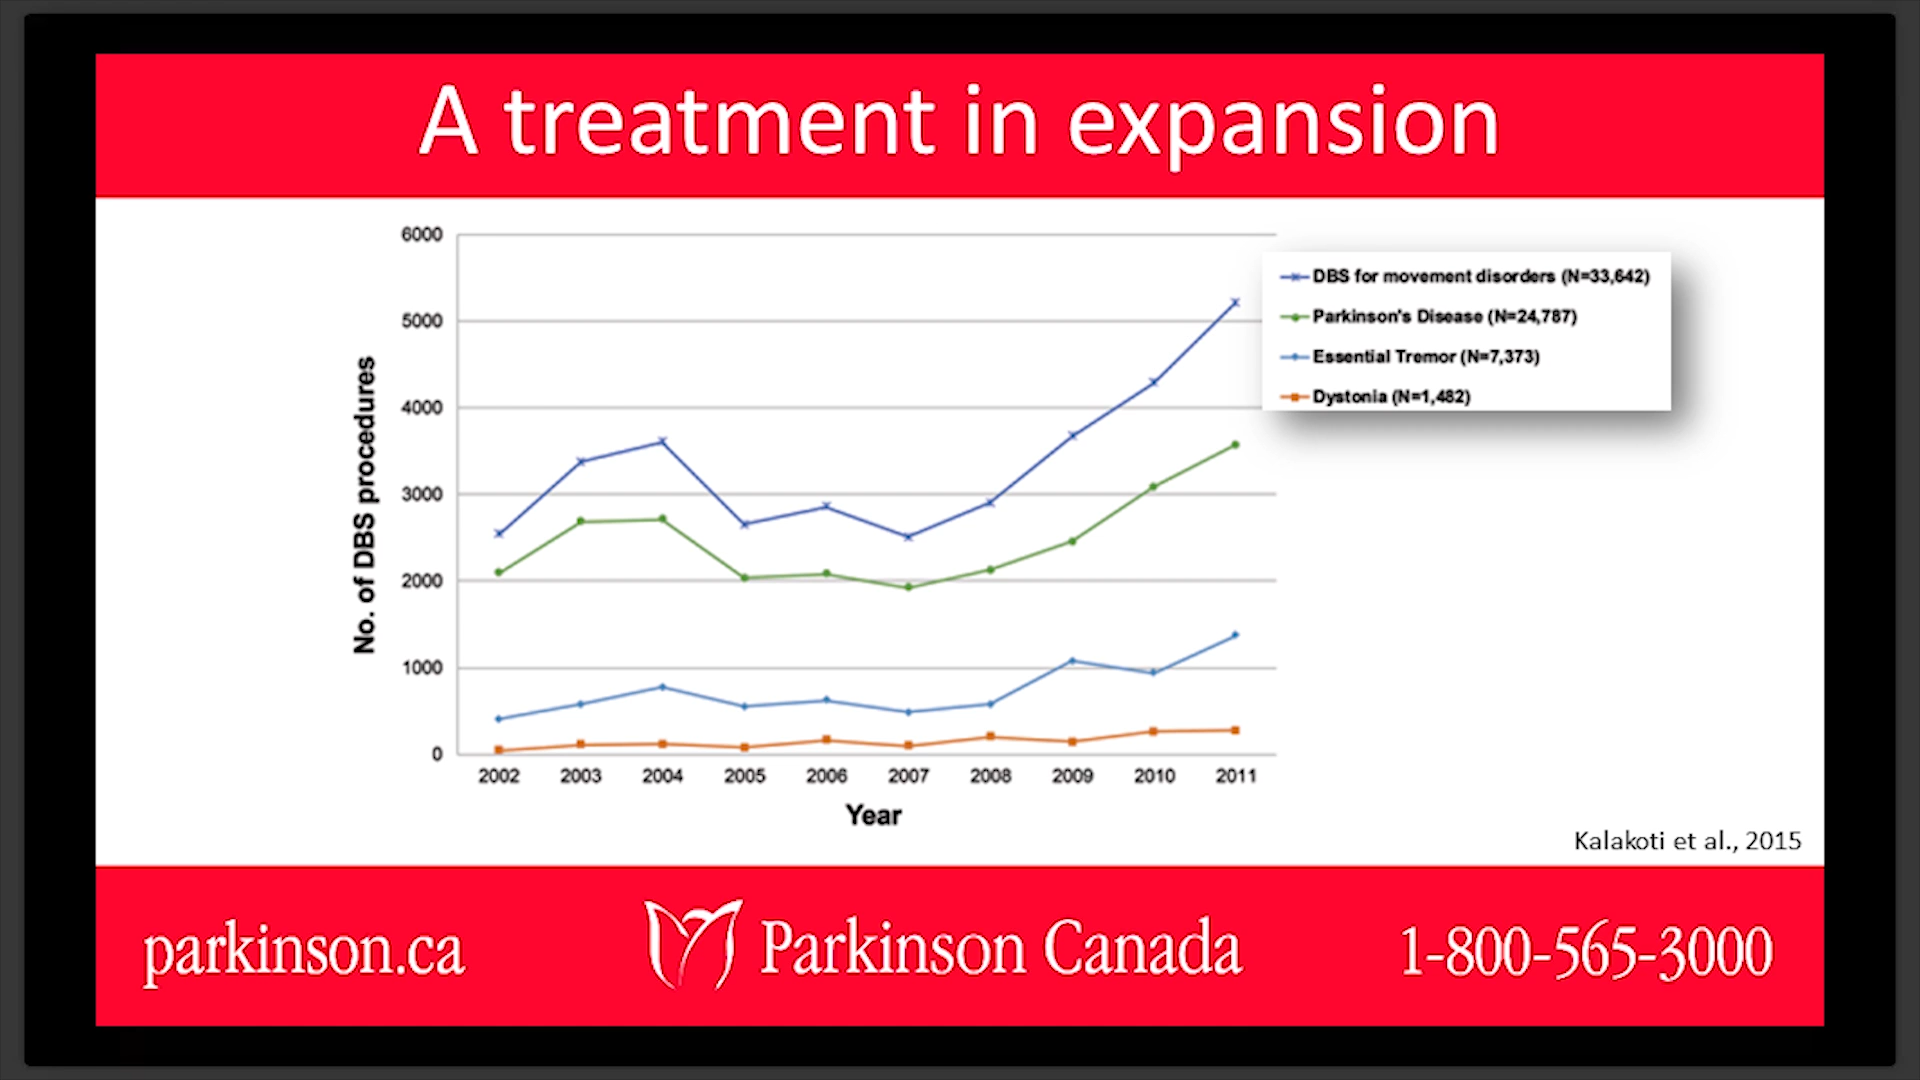 A treatment in expansion
6000
5000
4000
3000
2000
1000
0
No. of DBS procedures
2002 2003 2004 2005 2006 2007 2008 2009 2010 2011
Year
DBS for movement disorders (N=33,642)
Parkinson's Disease (N=24,787)
Essential Tremor (N=7,373)
Dystonia (N=1,482)
Kalakoti et al., 2015
parkinson.ca
Parkinson Canada
1-800-565-3000